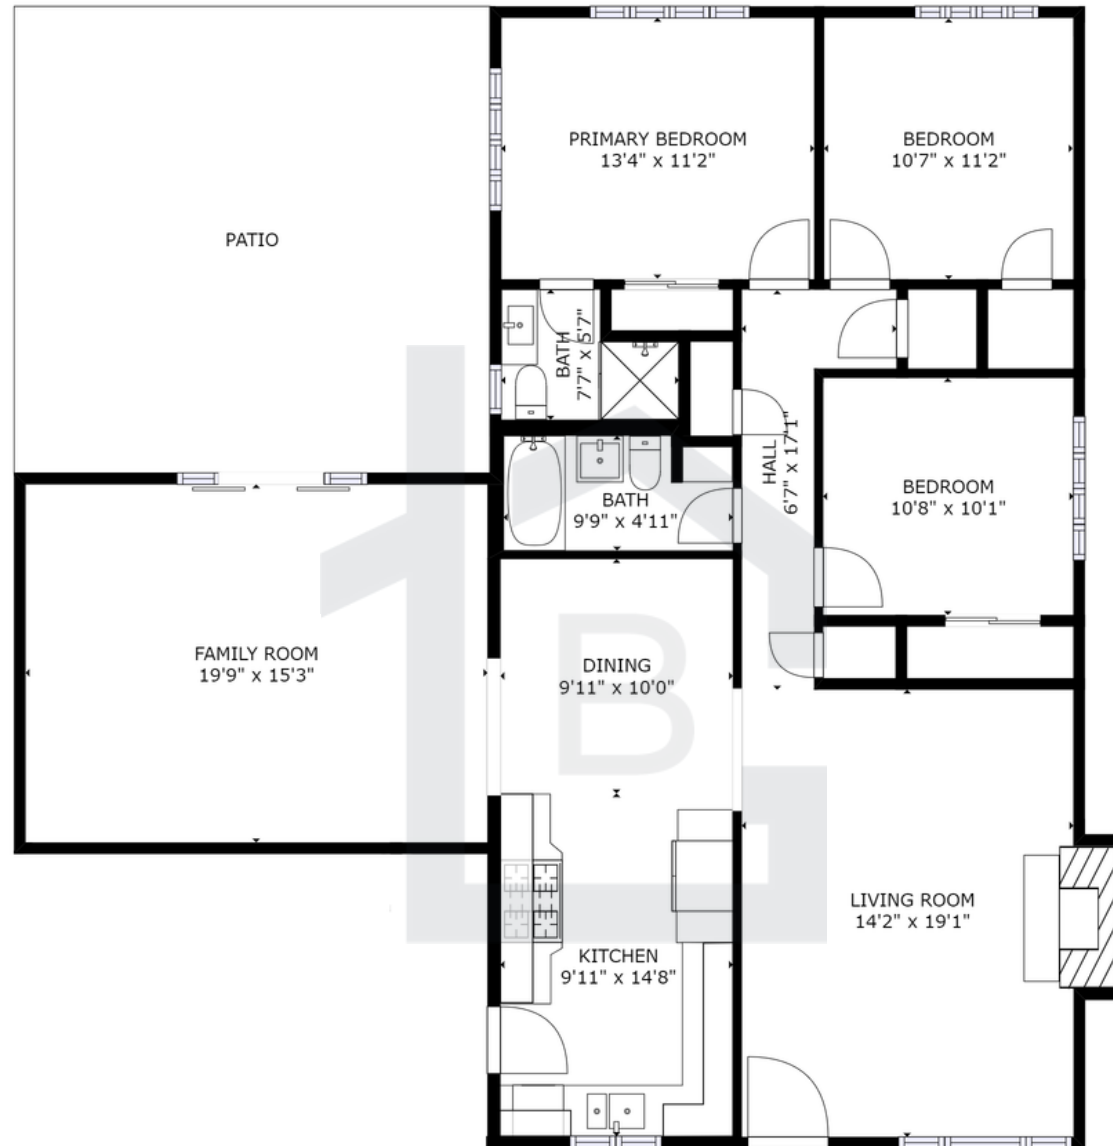 PRIMARY BEDROOM
13'4" x 11'2"
BEDROOM
10'7" x 11'2"
PATIO
BATH
7'7" x 5'7"
HALL
6'7" x 17'1"
BATH
9'9" x 4'11"
BEDROOM
10'8" x 10'1"
FAMILY ROOM
19'9" x 15'3"
DINING
9'11" x 10'0"
B
LIVING ROOM
14'2" x 19'1"
KITCHEN
9'11" x 14'8"